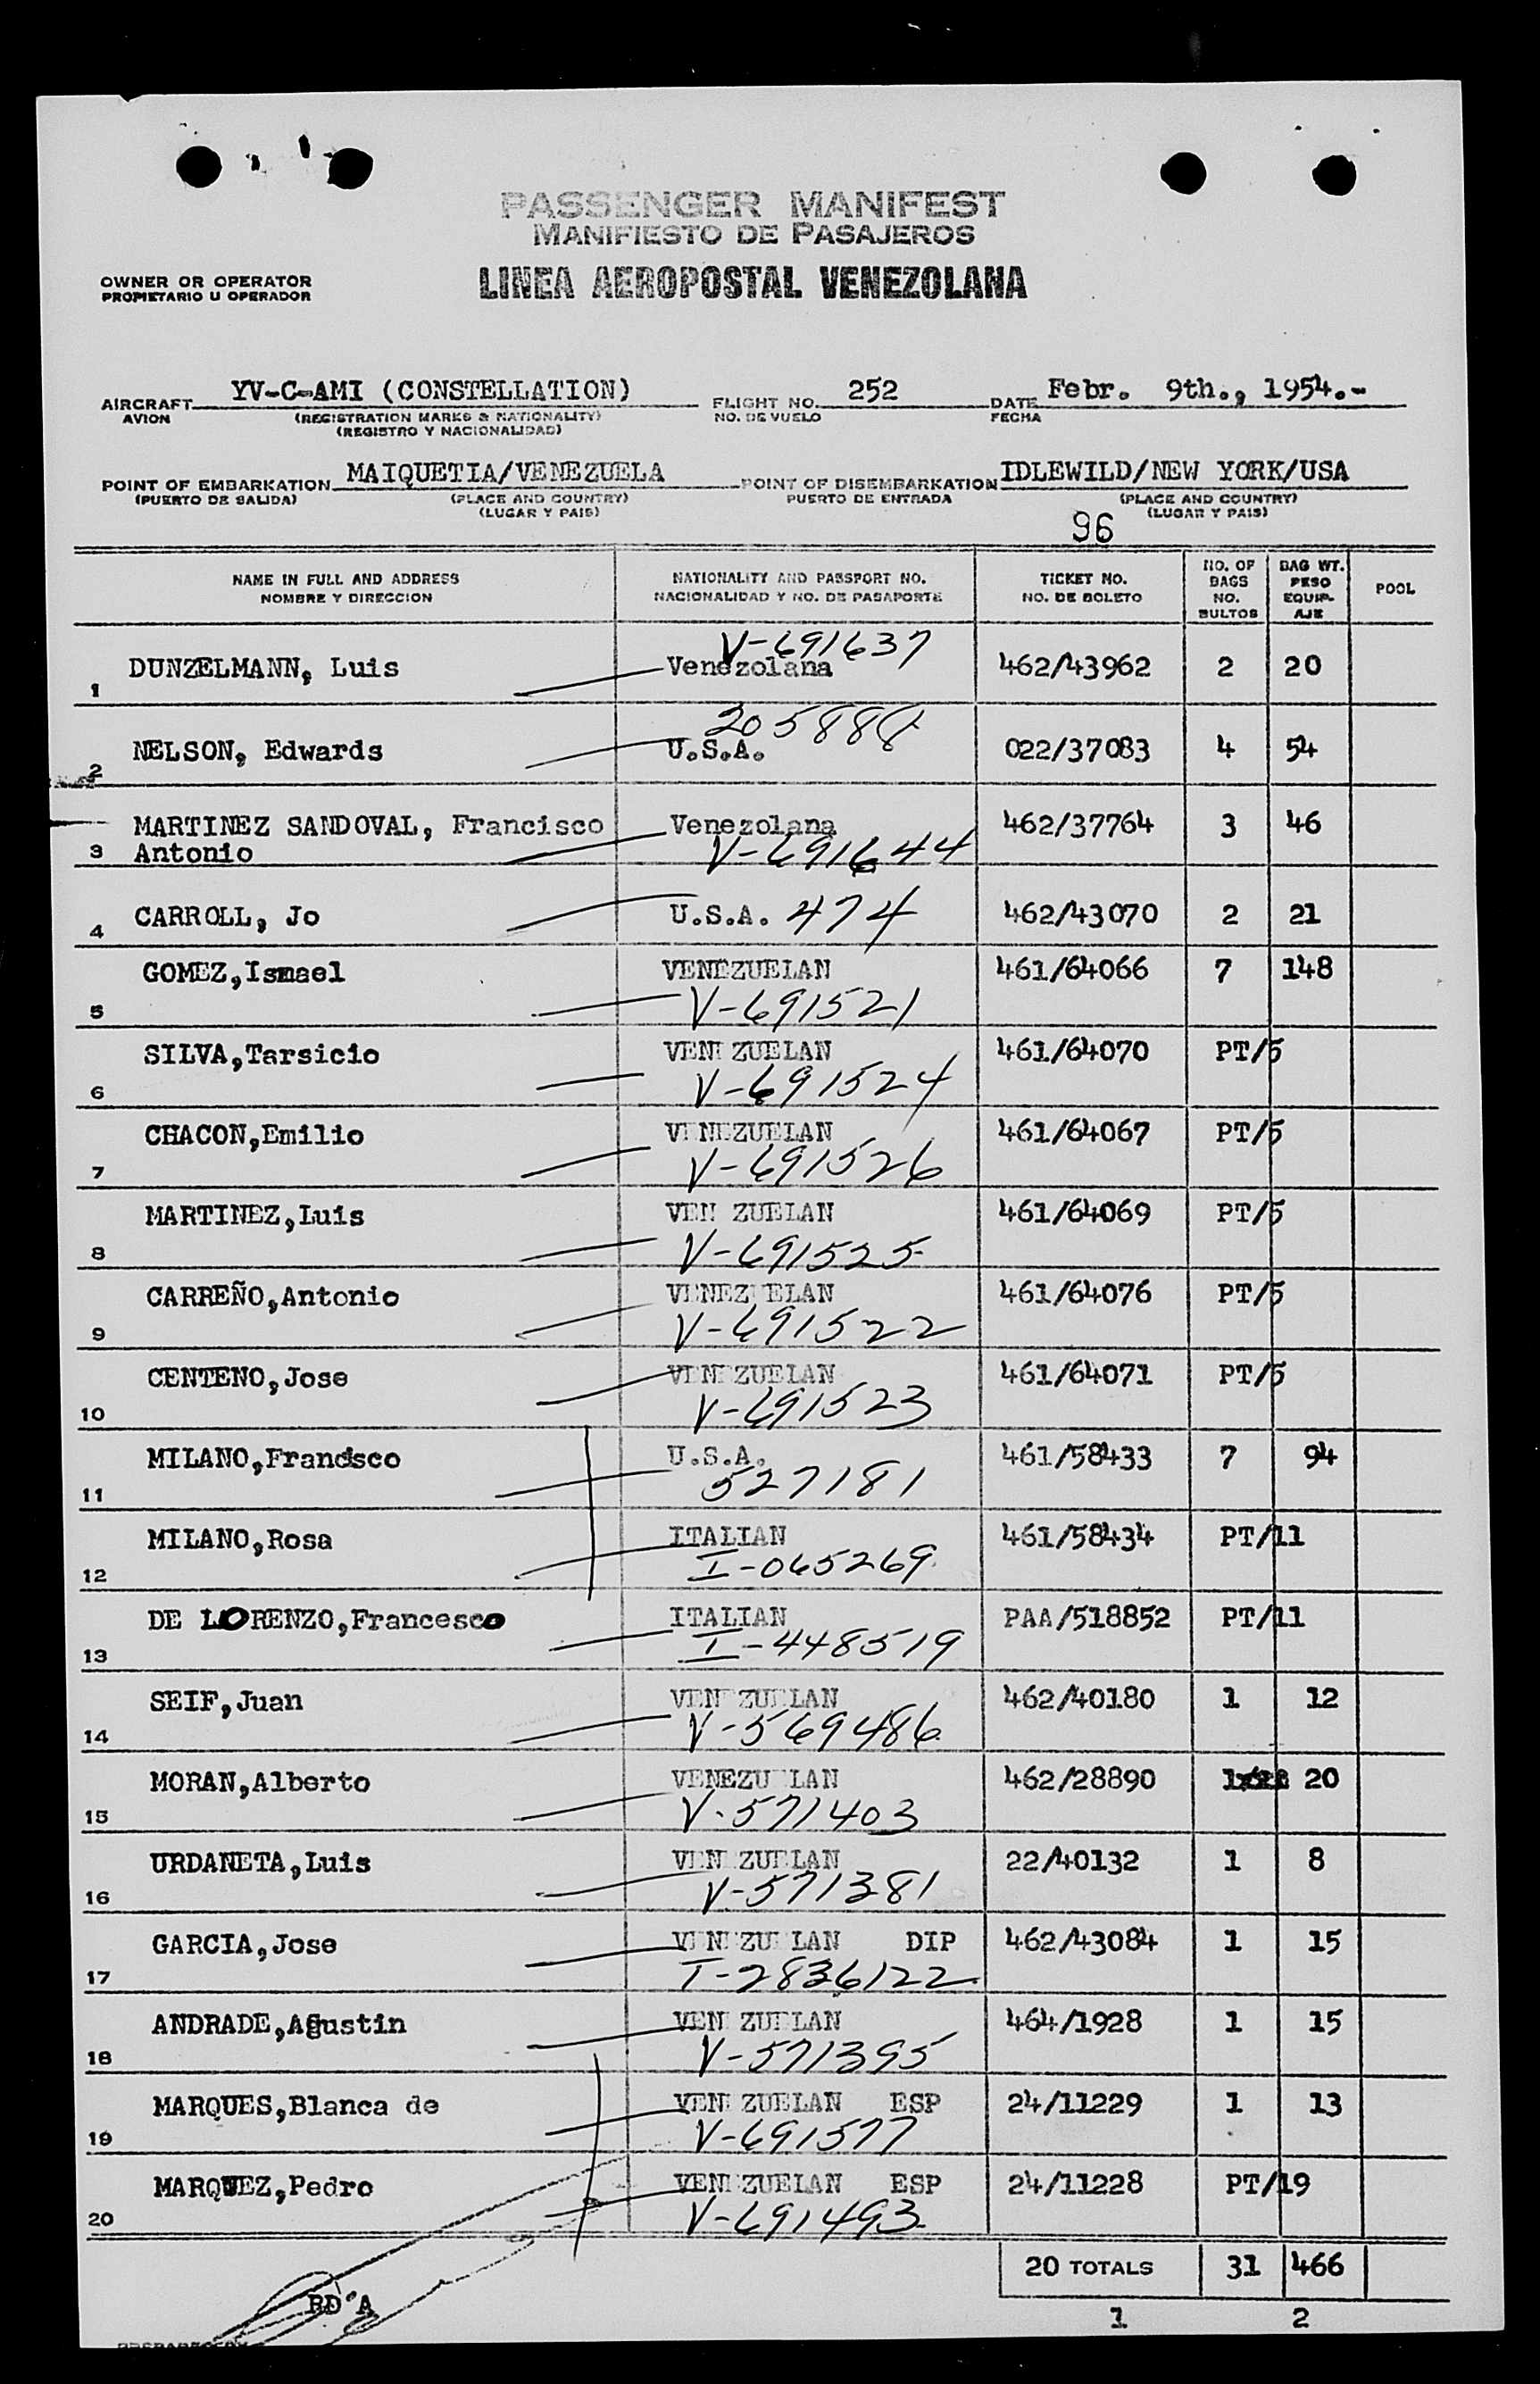 PASSENGER MANIFEST
MANIFIESTO DE PASAJEROS
OWNER OR OPERATOR
PROPIETARIO U OPERADOR
LINEA AEROPOSTAL VENEZOLANA
AIRCRAFT YV-C-AMI (CONSTELLATION) FLIGHT NO. 252 DATE Febr. 9th., 1954.-
AVION (REGISTRATION MARKS & NATIONALITY) NO. DE VUELO FECHA
(REGISTRO Y NACIONALIDAD)
POINT OF EMBARKATION MAIQUETIA/VENEZUELA POINT OF DISEMBARKATION IDLEWILD/NEW YORK/USA
(PUERTO DE SALIDA) (PLACE AND COUNTRY) PUERTO DE ENTRADA (PLACE AND COUNTRY)
(LUGAR Y PAIS) (LUGAR Y PAIS)
96
NAME IN FULL AND ADDRESS NATIONALITY AND PASSPORT NO. TICKET NO. NO. OF BAGS BAG WT. POOL
NOMBRE Y DIRECCION NACIONALIDAD Y NO. DE PASAPORTE NO. DE BOLETO NO. BULTOS PESO EQUIP-AJE
V-691637
1 DUNZELMANN, Luis Venezolana 462/43962 2 20
2 NELSON, Edwards U.S.A. 022/37083 4 54
MARTINEZ SANDOVAL, Francisco Venezolana 462/37764 3 46
3 Antonio V-691644
4 CARROLL, Jo U.S.A. 474 462/43070 2 21
GOMEZ,Ismael VENEZUELAN 461/64066 7 148
5 V-691521
SILVA,Tarsicio VENEZUELAN 461/64070 PT/5
6 V-691524
CHACON,Emilio VENEZUELAN 461/64067 PT/5
7 V-691526
MARTINEZ,Luis VENEZUELAN 461/64069 PT/5
8 V-691525
CARREÑO,Antonio VENEZUELAN 461/64076 PT/5
9 V-691522
CENTENO,Jose VENEZUELAN 461/64071 PT/5
10 V-691523
MILANO,Francisco U.S.A. 461/58433 7 94
11 527181
MILANO,Rosa ITALIAN 461/58434 PT/11
12 I-065269
DE LORENZO,Francesco ITALIAN PAA/518852 PT/11
13 I-448519
SEIF,Juan VENEZUELAN 462/40180 1 12
14 V-569486
MORAN,Alberto VENEZUELAN 462/28890 20
15 V-571403
URDANETA,Luis VENEZUELAN 22/40132 1 8
16 V-571381
GARCIA,Jose VENEZUELAN DIP 462/43084 1 15
17 I-2836122
ANDRADE,Agustin VENEZUELAN 464/1928 1 15
18 V-571395
MARQUES,Blanca de VENEZUELAN ESP 24/11229 1 13
19 V-691577
MARQUEZ,Pedro VENEZUELAN ESP 24/11228 PT/19
20 V-691493
20 TOTALS 31 466
RD'A
1 2